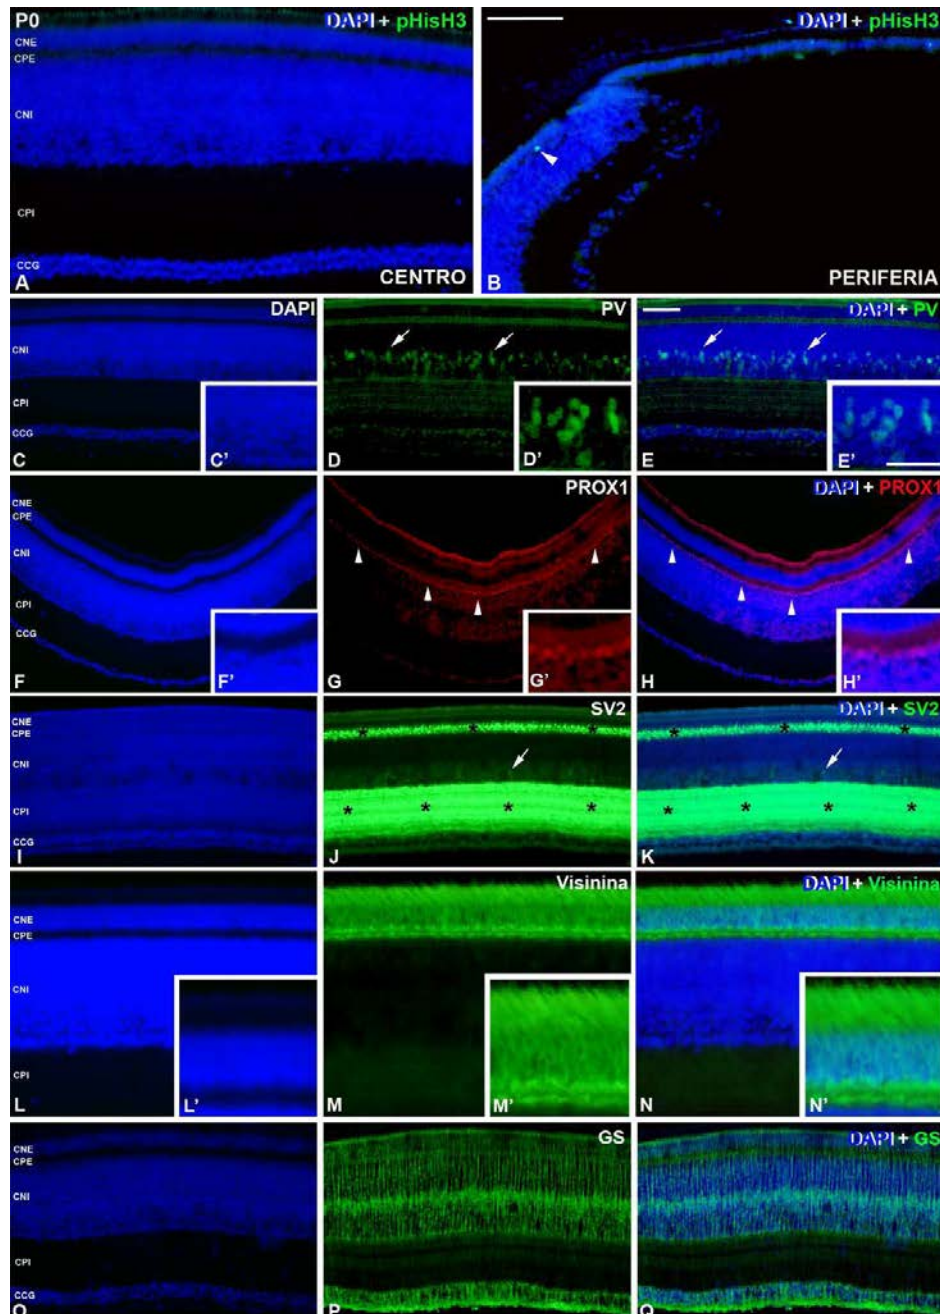 P0 DAPI + pHisH3
CNE
CPE
CNI
CPI
CCG
A CENTRO
DAPI + pHisH3
B PERIFERIA
DAPI
CNI
CPI
CCG
C C'
PV
D D'
DAPI + PV
E E'
CNE
CPE
CNI
CPI
CCG
F F'
PROX1
G G'
DAPI + PROX1
H H'
CNE
CPE
CNI
CPI
CCG
I
SV2
* * *
* * * *
J
DAPI + SV2
* * *
* * * *
K
CNE
CPE
CNI
CPI
L L'
Visinina
M M'
DAPI + Visinina
N N'
CNE
CPE
CNI
CPI
CCG
O
GS
P
DAPI + GS
Q